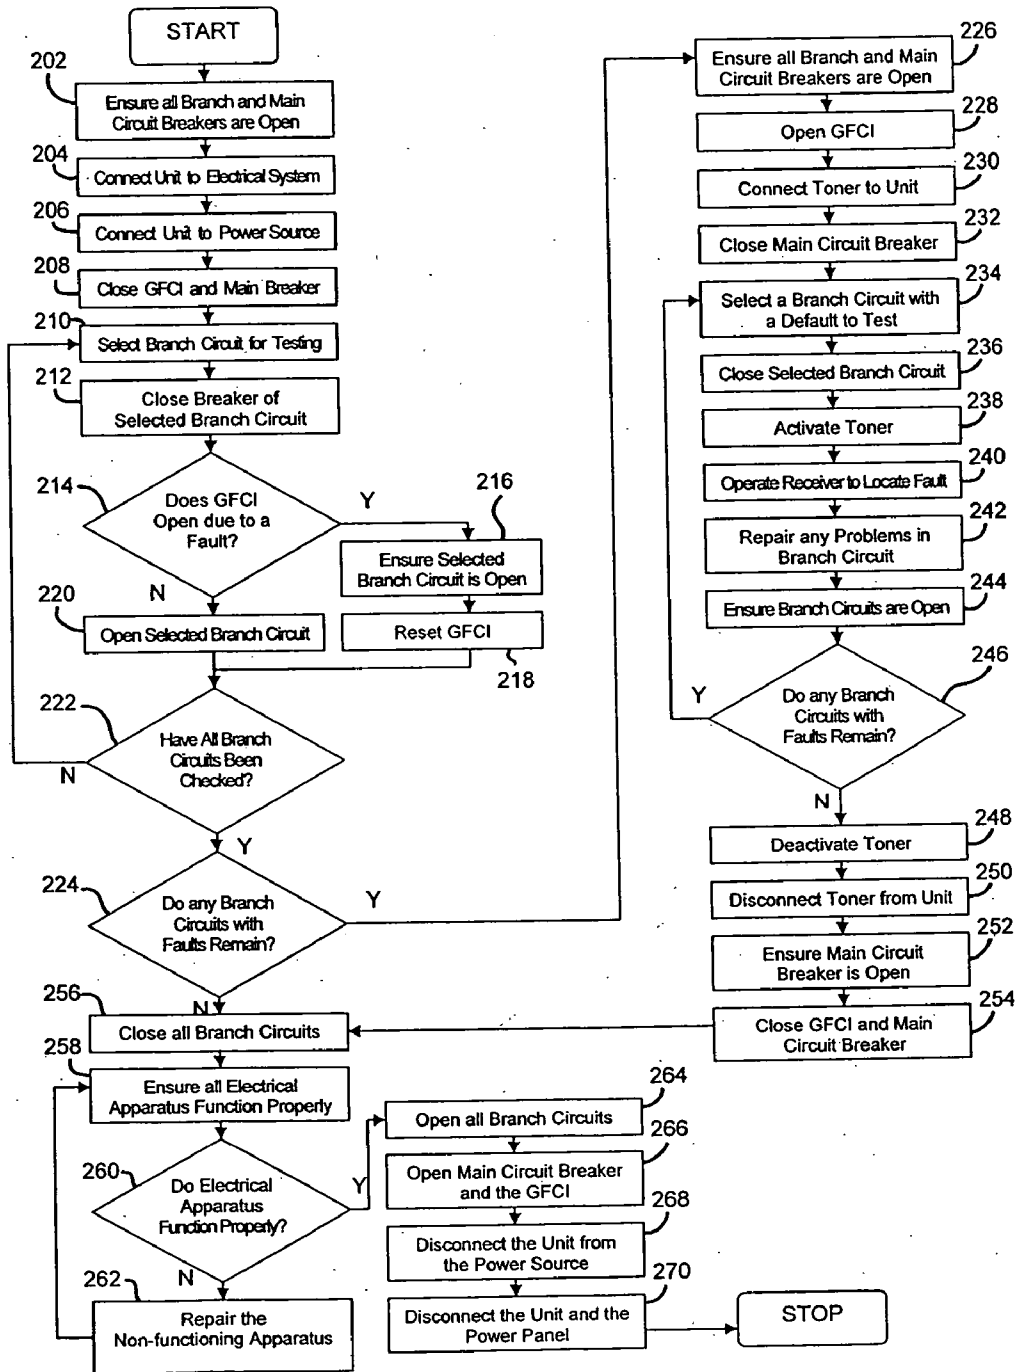 START
202
Ensure all Branch and Main
Circuit Breakers are Open
204
Connect Unit to Electrical System
206
Connect Unit to Power Source
208
Close GFCI and Main Breaker
210
Select Branch Circuit for Testing
212
Close Breaker of
Selected Branch Circuit
214
Does GFCI
Open due to a
Fault?
Y
N
216
Ensure Selected
Branch Circuit is Open
Reset GFCI
218
220
Open Selected Branch Circuit
222
Have All Branch
Circuits Been
Checked?
N
Y
224
Do any Branch
Circuits with
Faults Remain?
Y
N
226
Ensure all Branch and Main
Circuit Breakers are Open
228
Open GFCI
230
Connect Toner to Unit
232
Close Main Circuit Breaker
234
Select a Branch Circuit with
a Default to Test
236
Close Selected Branch Circuit
238
Activate Toner
240
Operate Receiver to Locate Fault
242
Repair any Problems in
Branch Circuit
244
Ensure Branch Circuits are Open
246
Do any Branch
Circuits with
Faults Remain?
Y
N
248
Deactivate Toner
250
Disconnect Toner from Unit
252
Ensure Main Circuit
Breaker is Open
254
Close GFCI and Main
Circuit Breaker
256
Close all Branch Circuits
258
Ensure all Electrical
Apparatus Function Properly
260
Do Electrical
Apparatus
Function Properly?
Y
N
262
Repair the
Non-functioning Apparatus
264
Open all Branch Circuits
266
Open Main Circuit Breaker
and the GFCI
268
Disconnect the Unit from
the Power Source
270
Disconnect the Unit and the
Power Panel
STOP